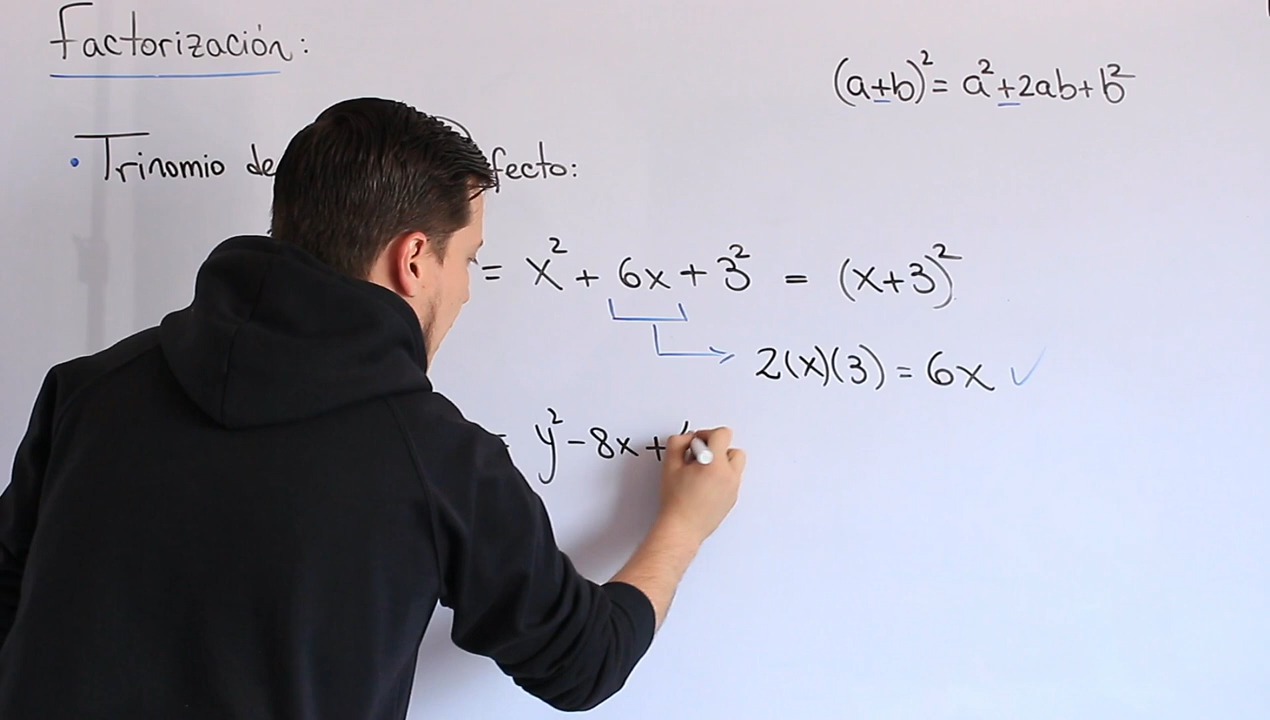 Factorización:
(a+b)² = a² + 2ab + b²
• Trinomio de fecto:
= x² + 6x + 3² = (x+3)²
2(x)(3) = 6x ✓
= y² - 8x +